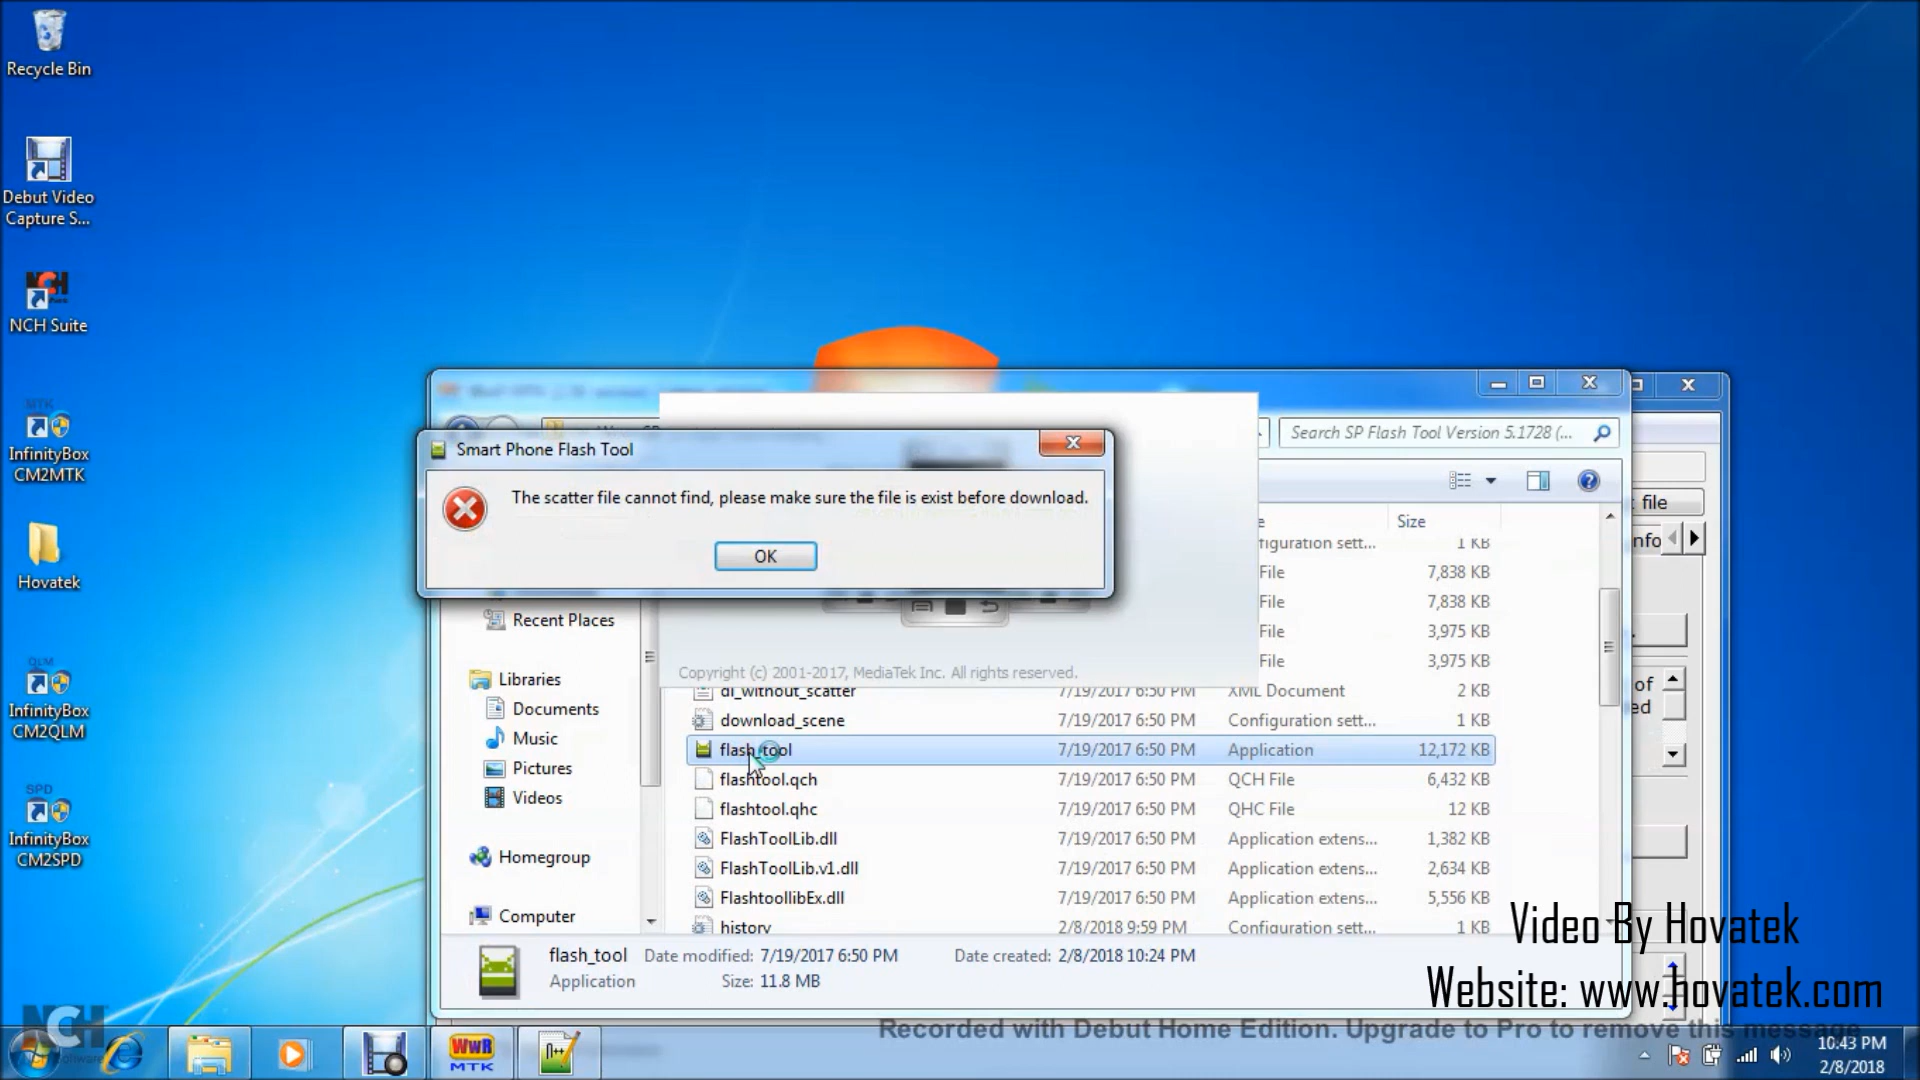 Recycle Bin
Debut Video
Capture S...
NCH Suite
InfinityBox
CM2MTK
Hovatek
InfinityBox
CM2QLM
InfinityBox
CM2SPD
Search SP Flash Tool Version 5.1728 (...
Smart Phone Flash Tool
The scatter file cannot find, please make sure the file is exist before download.
OK
file
Size
nfo
figuration sett... 1 KB
File 7,838 KB
File 7,838 KB
File 3,975 KB
File 3,975 KB
Recent Places
Libraries
Documents
Music
Pictures
Videos
Homegroup
Computer
Copyright (c) 2001-2017, MediaTek Inc. All rights reserved.
dl_without_scatter 7/19/2017 6:50 PM XML Document 2 KB
download_scene 7/19/2017 6:50 PM Configuration sett... 1 KB
flash_tool 7/19/2017 6:50 PM Application 12,172 KB
flashtool.qch 7/19/2017 6:50 PM QCH File 6,432 KB
flashtool.qhc 7/19/2017 6:50 PM QHC File 12 KB
FlashToolLib.dll 7/19/2017 6:50 PM Application extens... 1,382 KB
FlashToolLib.v1.dll 7/19/2017 6:50 PM Application extens... 2,634 KB
FlashtoollibEx.dll 7/19/2017 6:50 PM Application extens... 5,556 KB
history 2/8/2018 9:59 PM Configuration sett... 1 KB
of
ed
flash_tool Date modified: 7/19/2017 6:50 PM Date created: 2/8/2018 10:24 PM
Application Size: 11.8 MB
Video By Hovatek
Website: www.hovatek.com
Recorded with Debut Home Edition. Upgrade to Pro to remove this message
NCH
WwR
MTK
10:43 PM
2/8/2018